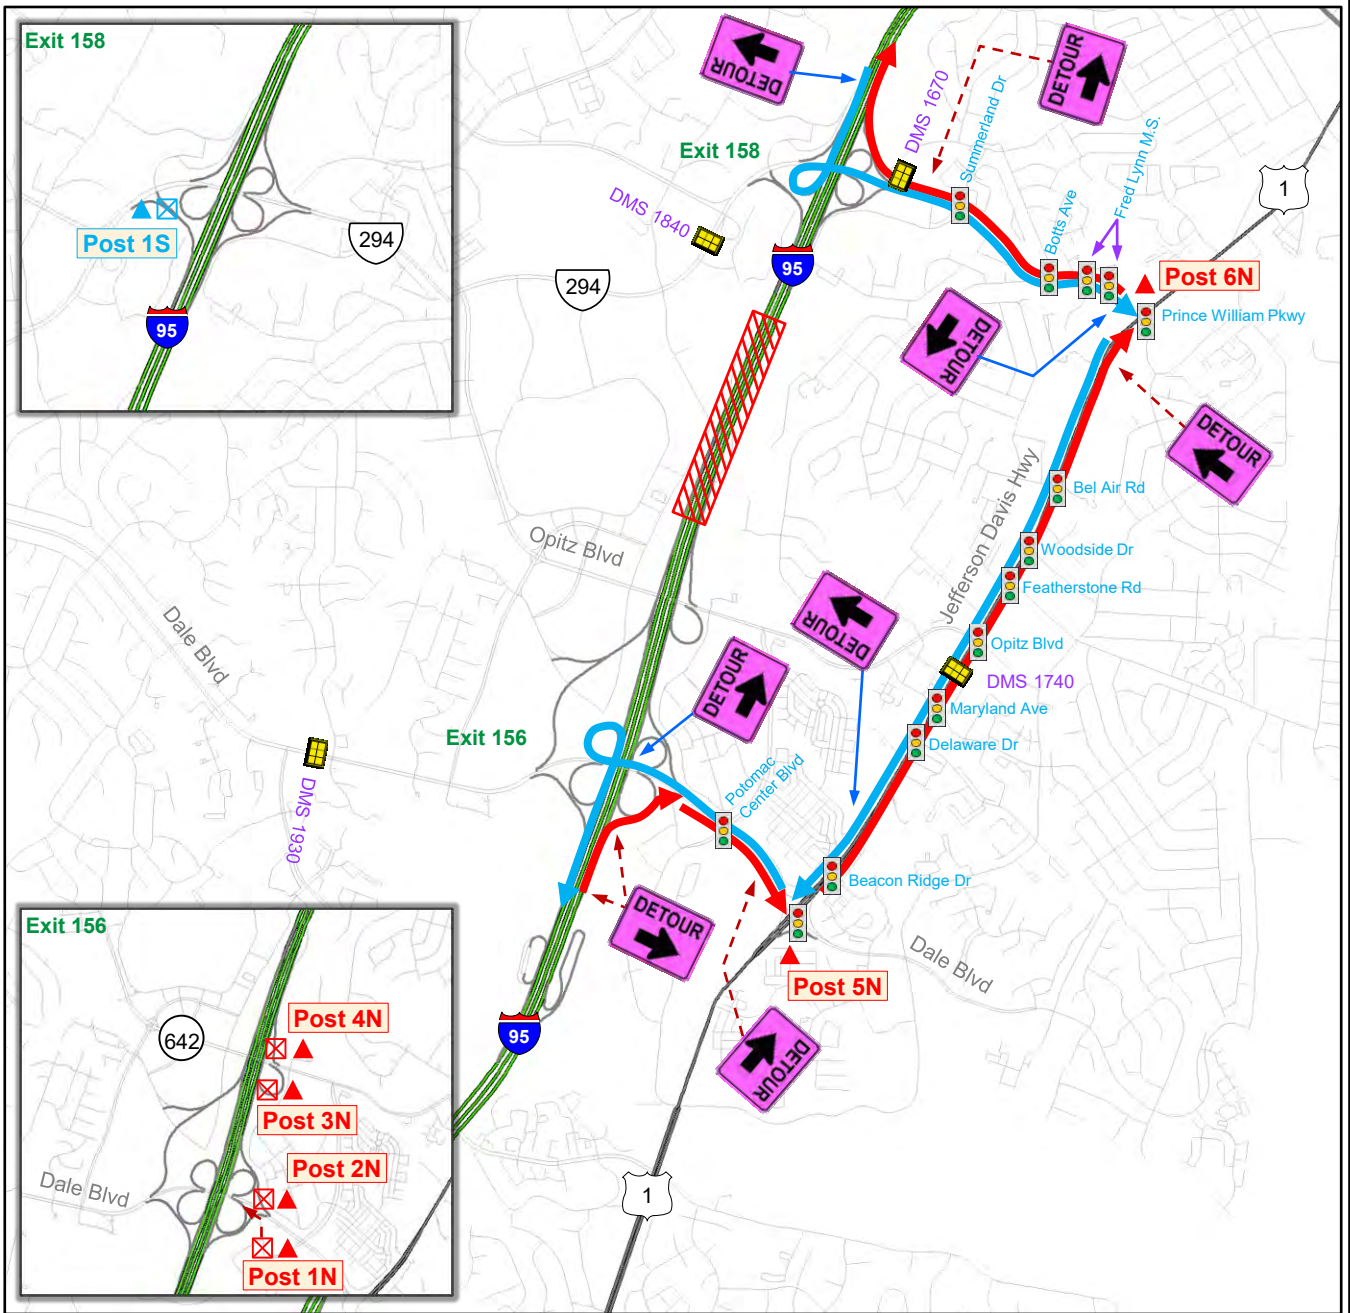 Exit 158
Post 1S
294
95
DETOUR
DMS 1670
Summerland Dr
DETOUR
Exit 158
DMS 1840
Botts Ave
Fred Lynn M.S.
1
95
294
Post 6N
Prince William Pkwy
DETOUR
DETOUR
Jefferson Davis Hwy
Bel Air Rd
Opitz Blvd
Woodside Dr
Featherstone Rd
DETOUR
Opitz Blvd
Dale Blvd
DETOUR
DMS 1740
Maryland Ave
Exit 156
Delaware Dr
Potomac
Center Blvd
DMS 1930
Beacon Ridge Dr
DETOUR
Dale Blvd
Post 5N
95
DETOUR
1
Exit 156
642
Post 4N
Post 3N
Post 2N
Dale Blvd
Post 1N